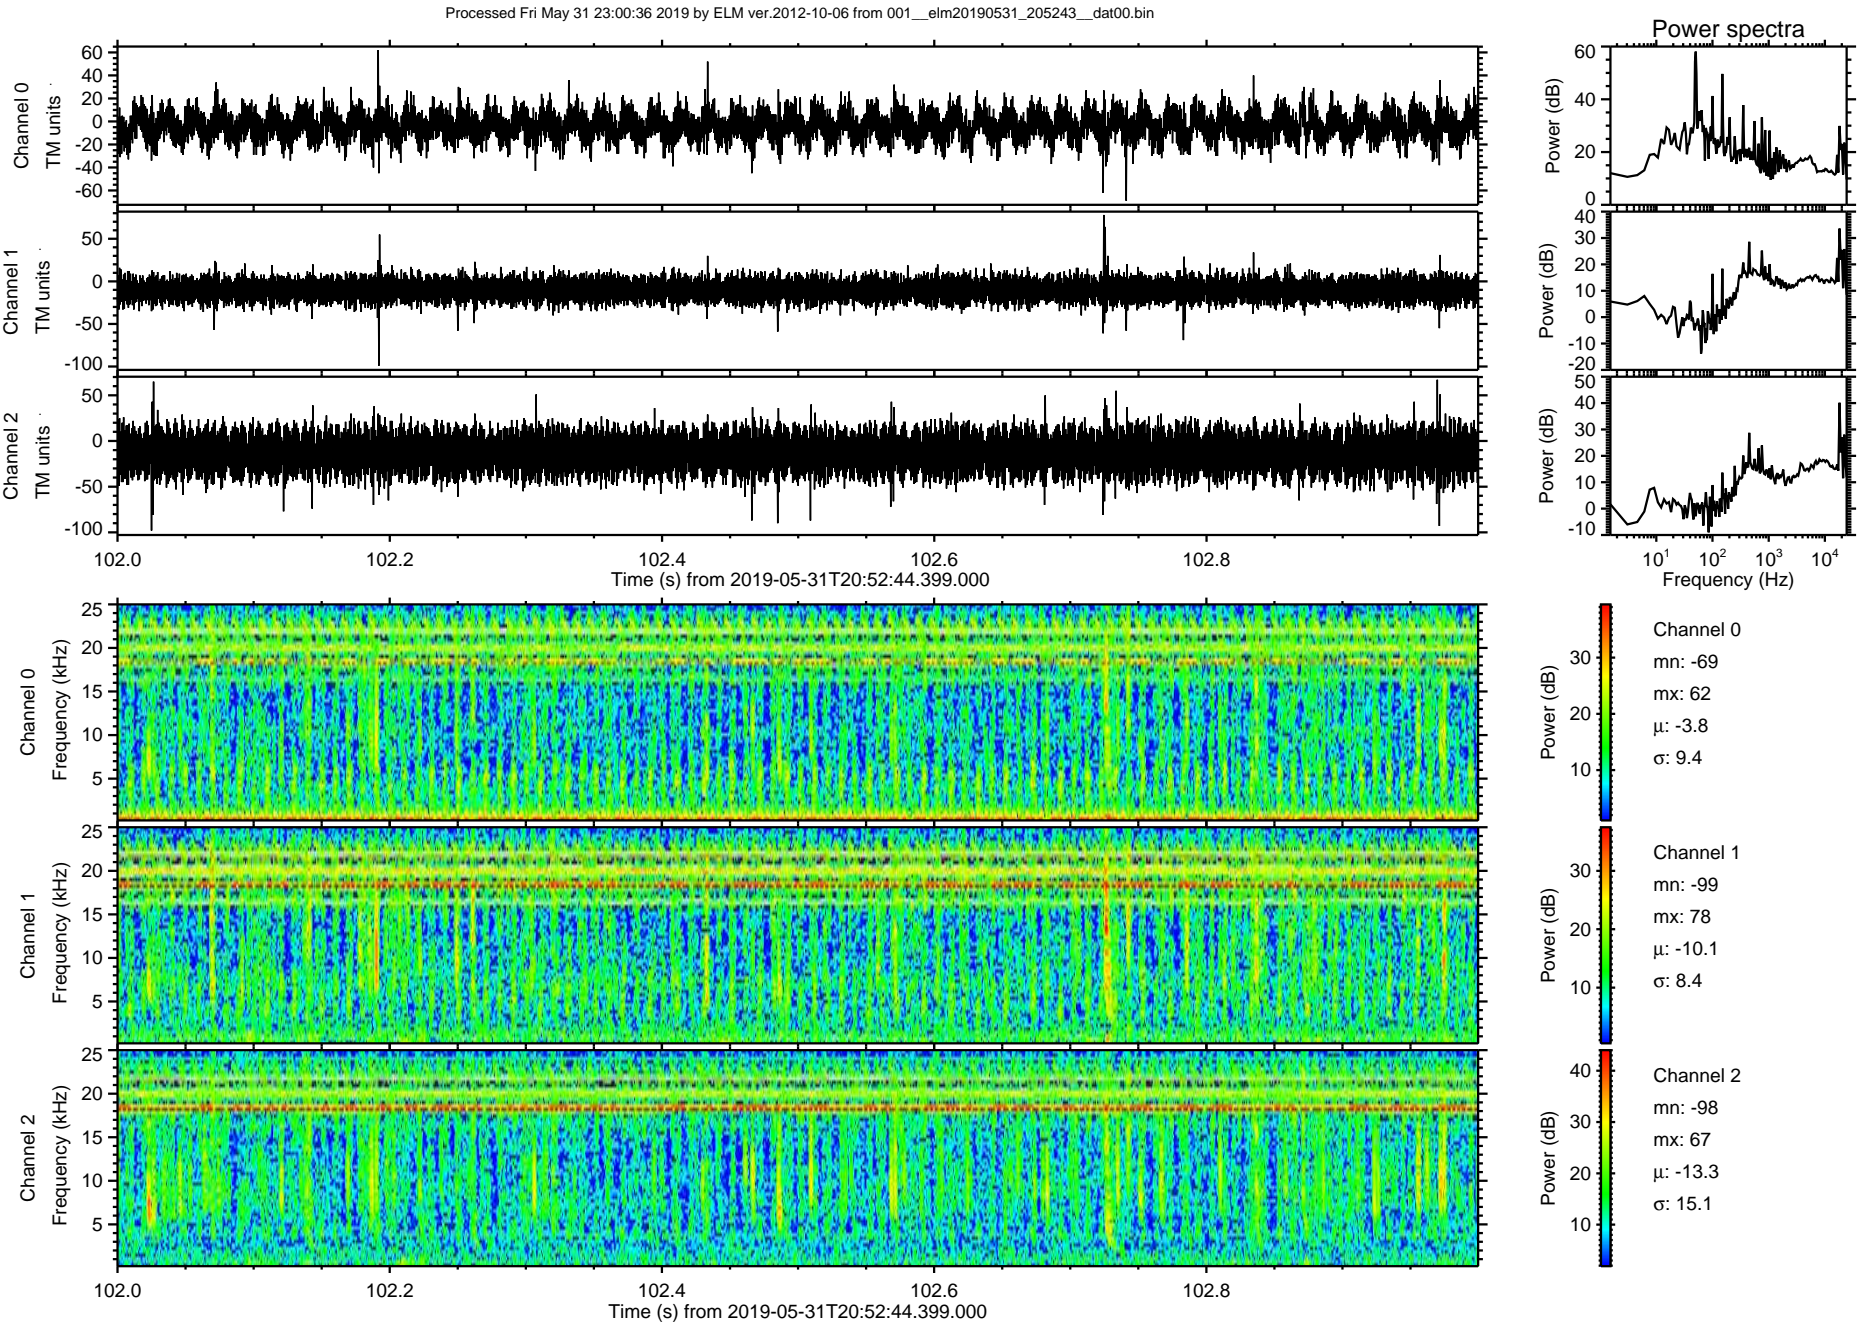 Processed Fri May 31 23:00:36 2019 by ELM ver.2012-10-06 from 001__elm20190531_205243__dat00.bin
Power spectra
Channel 0
TM units
60
40
20
0
-20
-40
-60
Power (dB)
60
40
20
0
Channel 1
TM units
50
0
-50
-100
Power (dB)
40
30
20
10
0
-10
-20
Channel 2
TM units
50
0
-50
-100
Power (dB)
50
40
30
20
10
0
-10
102.0 102.2 102.4 102.6 102.8
Time (s) from 2019-05-31T20:52:44.399.000
10¹ 10² 10³ 10⁴
Frequency (Hz)
Channel 0
Frequency (kHz)
25
20
15
10
5
Power (dB)
30
20
10
Channel 0
mn: -69
mx: 62
μ: -3.8
σ: 9.4
Channel 1
Frequency (kHz)
25
20
15
10
5
Power (dB)
30
20
10
Channel 1
mn: -99
mx: 78
μ: -10.1
σ: 8.4
Channel 2
Frequency (kHz)
25
20
15
10
5
Power (dB)
40
30
20
10
Channel 2
mn: -98
mx: 67
μ: -13.3
σ: 15.1
102.0 102.2 102.4 102.6 102.8
Time (s) from 2019-05-31T20:52:44.399.000